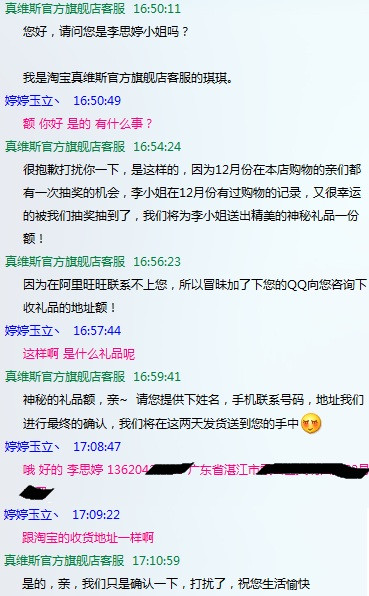 真维斯官方旗舰店客服 16:50:11
您好，请问您是李思婷小姐吗？
我是淘宝真维斯官方旗舰店客服的琪琪。
婷婷玉立丶 16:50:49
额 你好 是的 有什么事？
真维斯官方旗舰店客服 16:54:24
很抱歉打扰你一下，是这样的，因为12月份在本店购物的亲们都
有一次抽奖的机会，李小姐在12月份有过购物的记录，又很幸运
的被我们抽奖抽到了，我们将为李小姐送出精美的神秘礼品一份
额！
真维斯官方旗舰店客服 16:56:23
因为在阿里旺旺联系不上您，所以冒昧加了下您的QQ向您咨询下
收礼品的地址额！
婷婷玉立丶 16:57:44
这样啊 是什么礼品呢
真维斯官方旗舰店客服 16:59:41
神秘的礼品额，亲~ 请您提供下姓名，手机联系号码，地址我们
进行最终的确认，我们将在这两天发货送到您的手中
婷婷玉立丶 17:08:47
哦 好的 李思婷 13620 广东省湛江市
婷婷玉立丶 17:09:22
跟淘宝的收货地址一样啊
真维斯官方旗舰店客服 17:10:59
是的，亲，我们只是确认一下，打扰了，祝您生活愉快